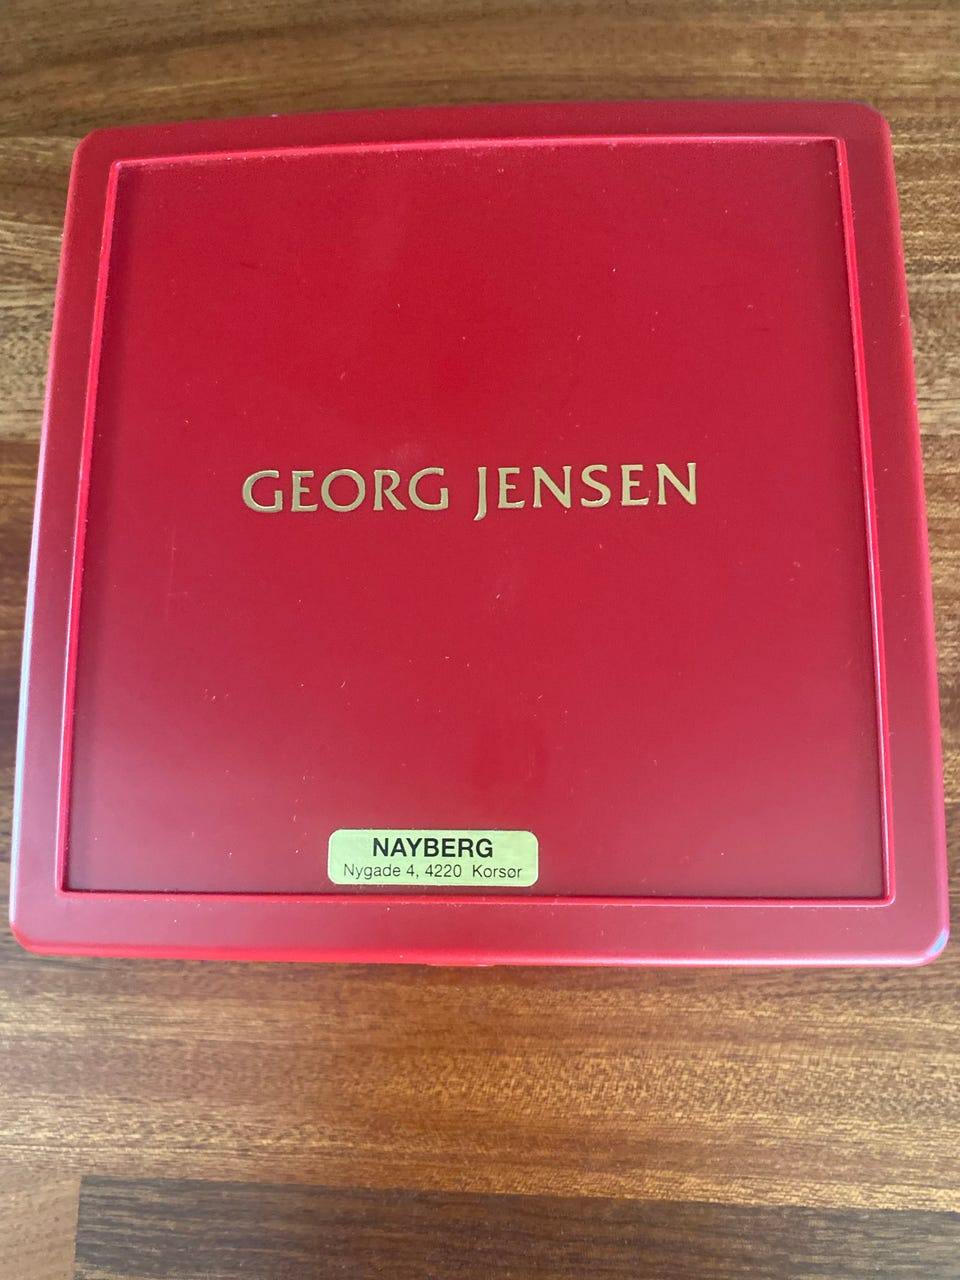 GEORG JENSEN
NAYBERG
Nygade 4, 4220 Korsør